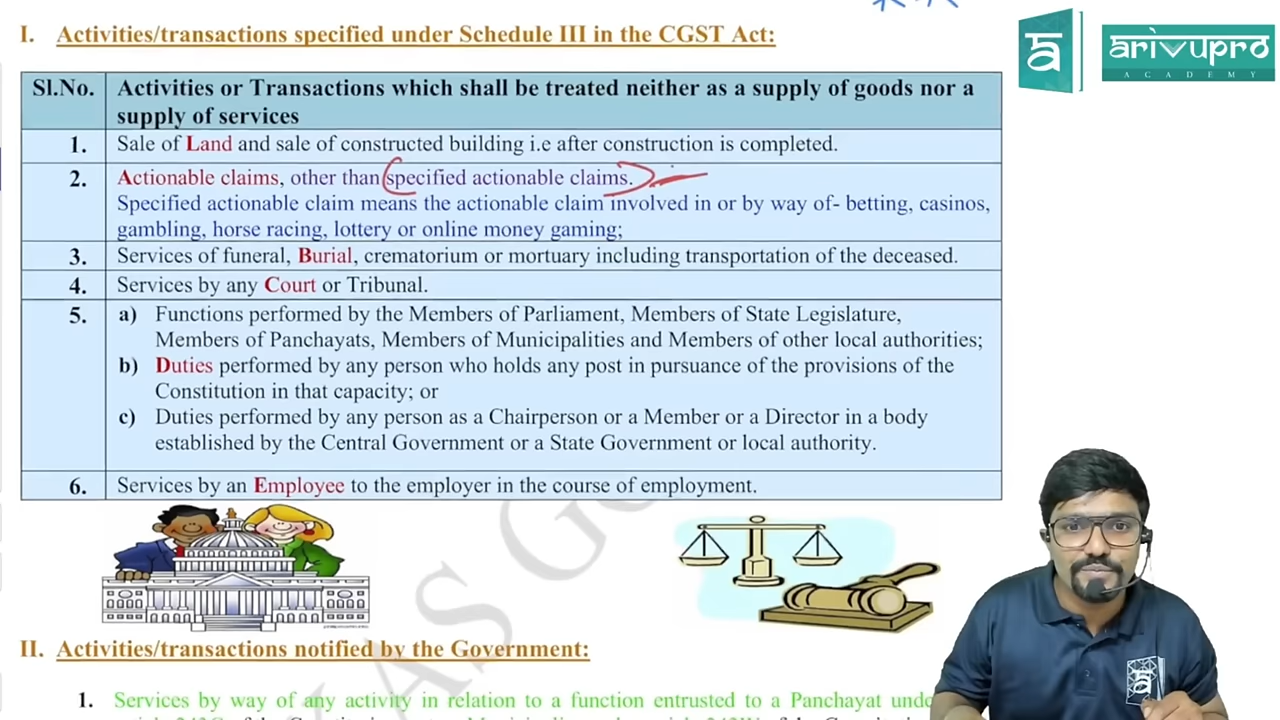 I. Activities/transactions specified under Schedule III in the CGST Act:
arivupro
ACADEMY
Sl.No. Activities or Transactions which shall be treated neither as a supply of goods nor a
supply of services
1. Sale of Land and sale of constructed building i.e after construction is completed.
2. Actionable claims, other than specified actionable claims.
Specified actionable claim means the actionable claim involved in or by way of- betting, casinos,
gambling, horse racing, lottery or online money gaming;
3. Services of funeral, Burial, crematorium or mortuary including transportation of the deceased.
4. Services by any Court or Tribunal.
5. a) Functions performed by the Members of Parliament, Members of State Legislature,
Members of Panchayats, Members of Municipalities and Members of other local authorities;
b) Duties performed by any person who holds any post in pursuance of the provisions of the
Constitution in that capacity; or
c) Duties performed by any person as a Chairperson or a Member or a Director in a body
established by the Central Government or a State Government or local authority.
6. Services by an Employee to the employer in the course of employment.
II. Activities/transactions notified by the Government:
1. Services by way of any activity in relation to a function entrusted to a Panchayat